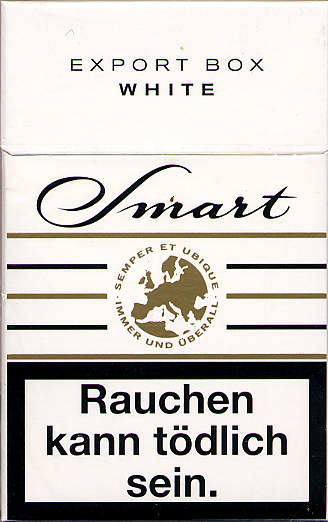 EXPORT BOX
WHITE
Smart
· SEMPER ET UBIQUE ·
IMMER UND ÜBERALL
Rauchen
kann tödlich
sein.